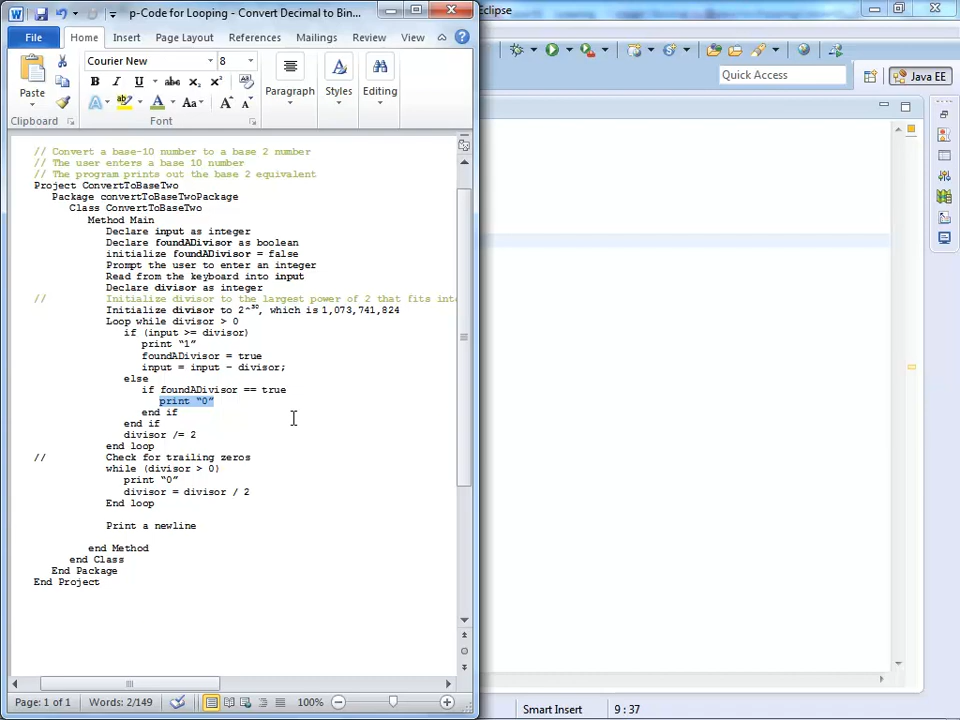 p-Code for Looping - Convert Decimal to Bin...
Eclipse
File
Home
Insert
Page Layout
References
Mailings
Review
View
Courier New
8
Paste
Paragraph
Styles
Editing
Clipboard
Font
Quick Access
Java EE
// Convert a base-10 number to a base 2 number
// The user enters a base 10 number
// The program prints out the base 2 equivalent
Project ConvertToBaseTwo
Package convertToBaseTwoPackage
Class ConvertToBaseTwo
Method Main
Declare input as integer
Declare foundADivisor as boolean
initialize foundADivisor = false
Prompt the user to enter an integer
Read from the keyboard into input
Declare divisor as integer
// Initialize divisor to the largest power of 2 that fits into
Initialize divisor to 2^30, which is 1,073,741,824
Loop while divisor > 0
if (input >= divisor)
print “1”
foundADivisor = true
input = input – divisor;
else
if foundADivisor == true
print “0”
end if
end if
divisor /= 2
end loop
// Check for trailing zeros
while (divisor > 0)
print “0”
divisor = divisor / 2
End loop
Print a newline
end Method
end Class
End Package
End Project
Page: 1 of 1
Words: 2/149
100%
Smart Insert
9 : 37